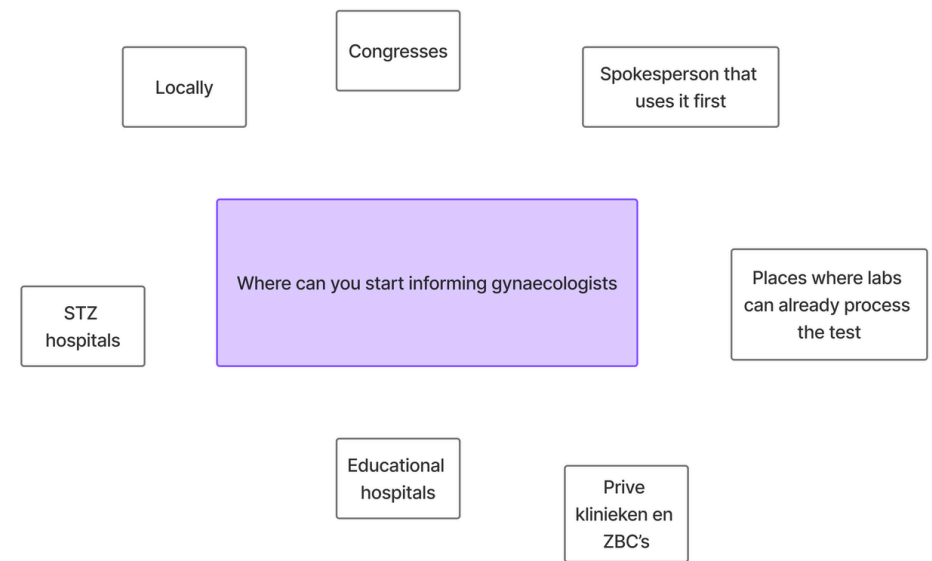 Congresses
Locally
Spokesperson that
uses it first
Where can you start informing gynaecologists
Places where labs
can already process
the test
STZ
hospitals
Educational
hospitals
Prive
klinieken en
ZBC’s